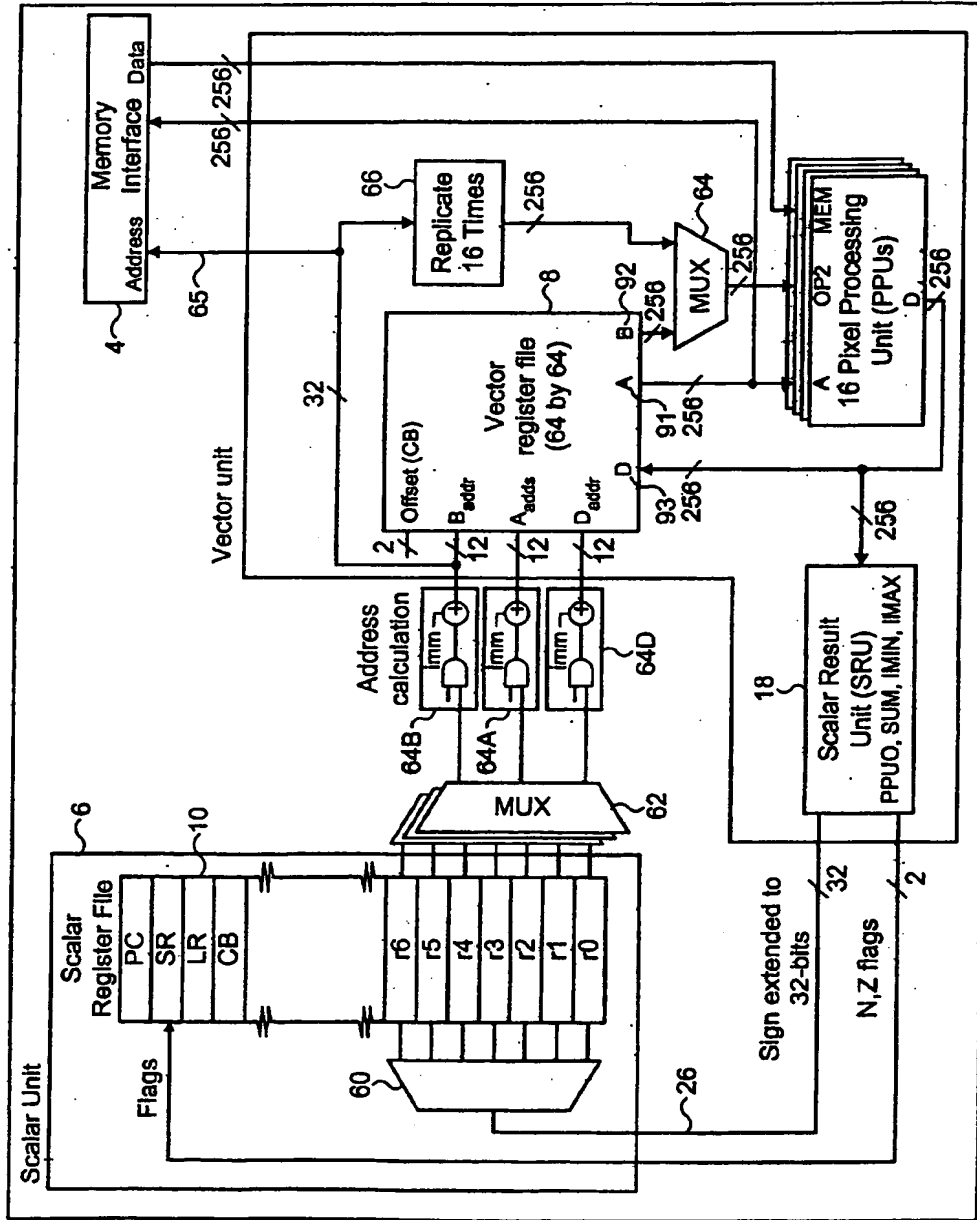 Scalar Unit
6
Scalar
Register File
10
PC
SR
LR
CB
r6
r5
r4
r3
r2
r1
r0
Flags
60
26
MUX
62
Sign extended to
32-bits
N,Z flags
32
2
Address
calculation
Imm
Imm
Imm
64B
64A
64D
Vector unit
32
2
12
12
12
Offset (CB)
B addr
A adds
D addr
Vector
register file
(64 by 64)
8
D
A
B
93
91
92
256
256
256
4
Memory
Interface
Address
Data
65
256
256
66
Replicate
16 Times
256
64
MUX
256
A
OP2
MEM
16 Pixel Processing
Unit (PPUs)
D
256
256
18
Scalar Result
Unit (SRU)
PPUO, SUM, IMIN, IMAX